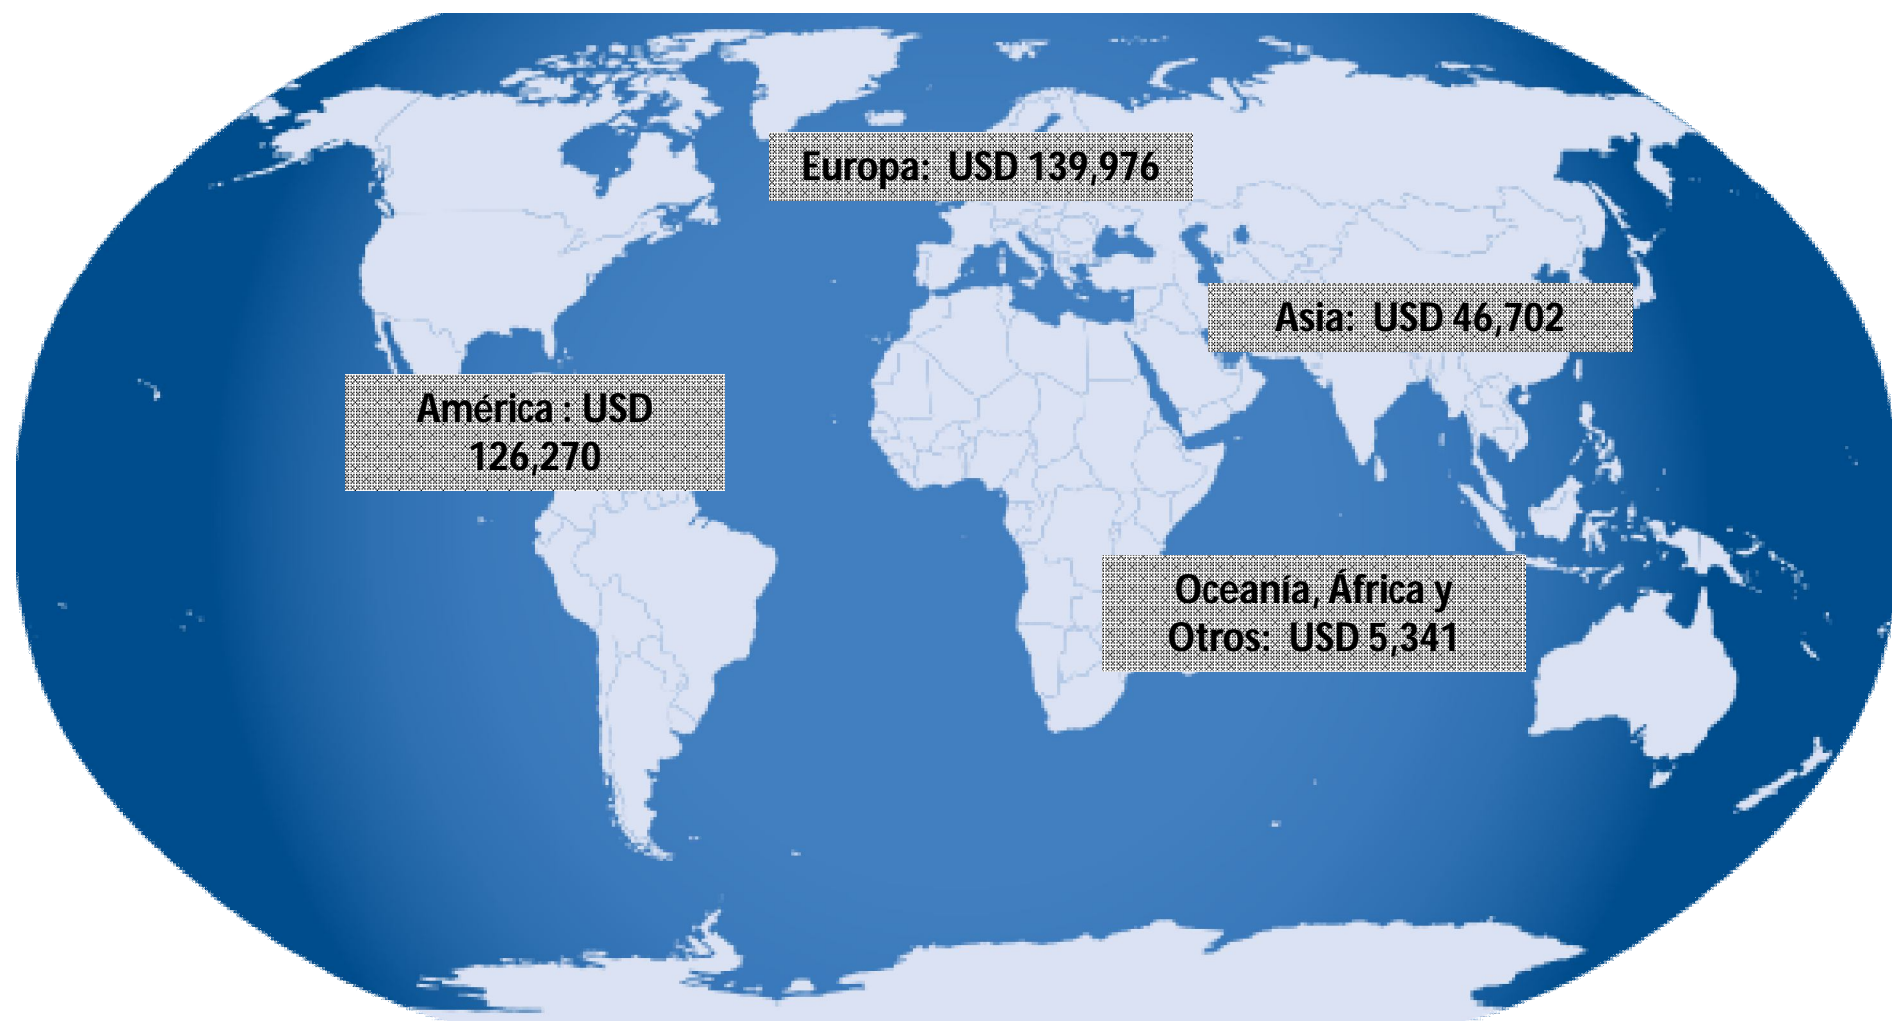 Europa: USD 139,976
Asia: USD 46,702
América : USD
126,270
Oceanía, África y
Otros: USD 5,341